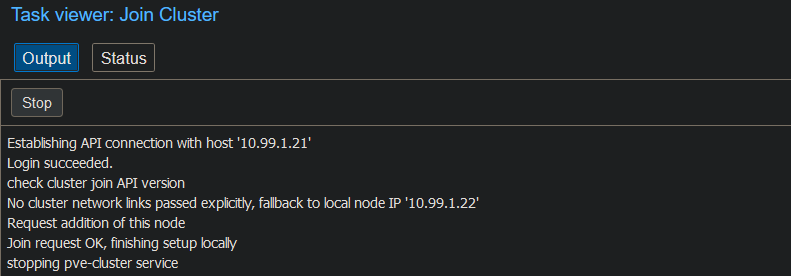 Task viewer: Join Cluster
Output Status
Stop
Establishing API connection with host '10.99.1.21'
Login succeeded.
check cluster join API version
No cluster network links passed explicitly, fallback to local node IP '10.99.1.22'
Request addition of this node
Join request OK, finishing setup locally
stopping pve-cluster service